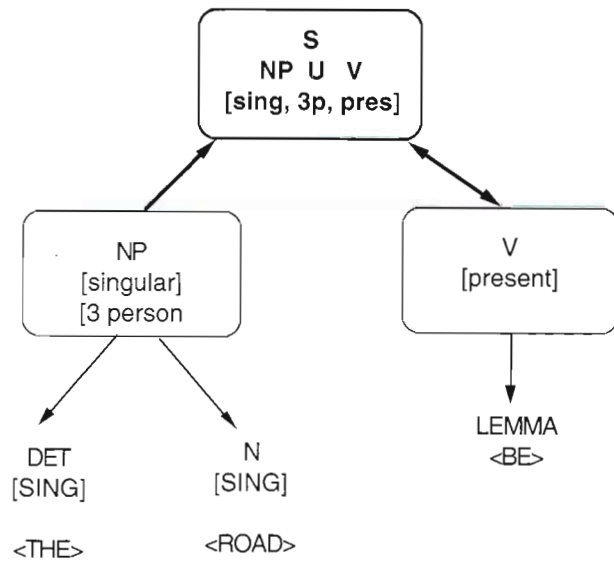 S
NP U V
[sing, 3p, pres]
NP
[singular]
[3 person
V
[present]
DET
[SING]
<THE>
N
[SING]
<ROAD>
LEMMA
<BE>